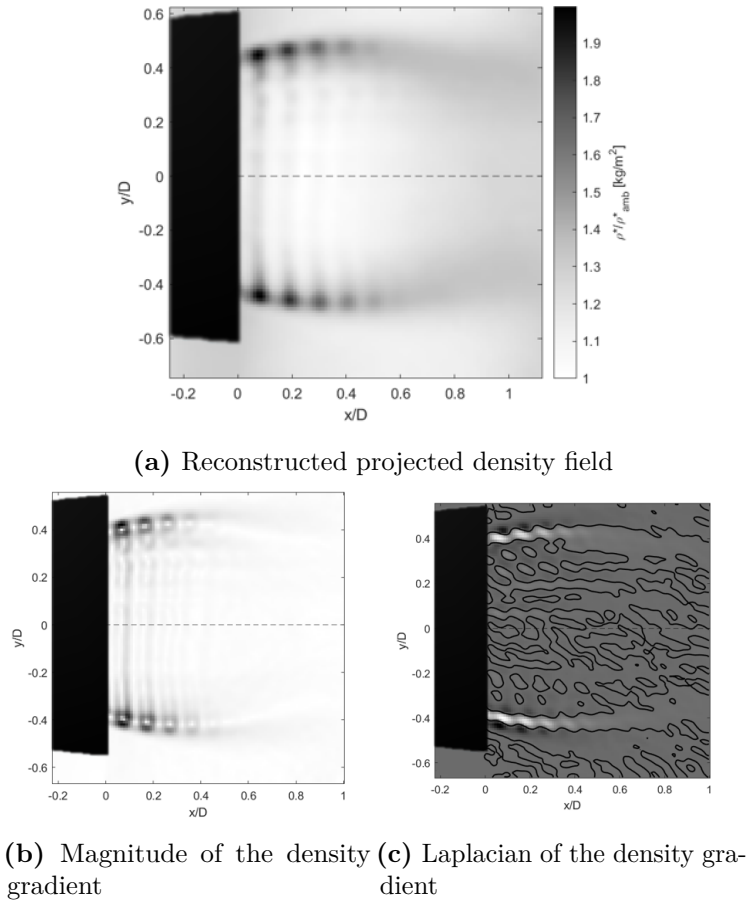 0.6
0.4
0.2
0
-0.2
-0.4
-0.6
y/D
-0.2 0 0.2 0.4 0.6 0.8 1
x/D
1.9
1.8
1.7
1.6
1.5
1.4
1.3
1.2
1.1
1
ρ*/ρ*amb [kg/m²]
(a) Reconstructed projected density field
0.4
0.2
0
-0.2
-0.4
-0.6
y/D
-0.2 0 0.2 0.4 0.6 0.8 1
x/D
0.4
0.2
0
-0.2
-0.4
-0.6
y/D
-0.2 0 0.2 0.4 0.6 0.8 1
x/D
(b) Magnitude of the density
gradient
(c) Laplacian of the density gra-
dient